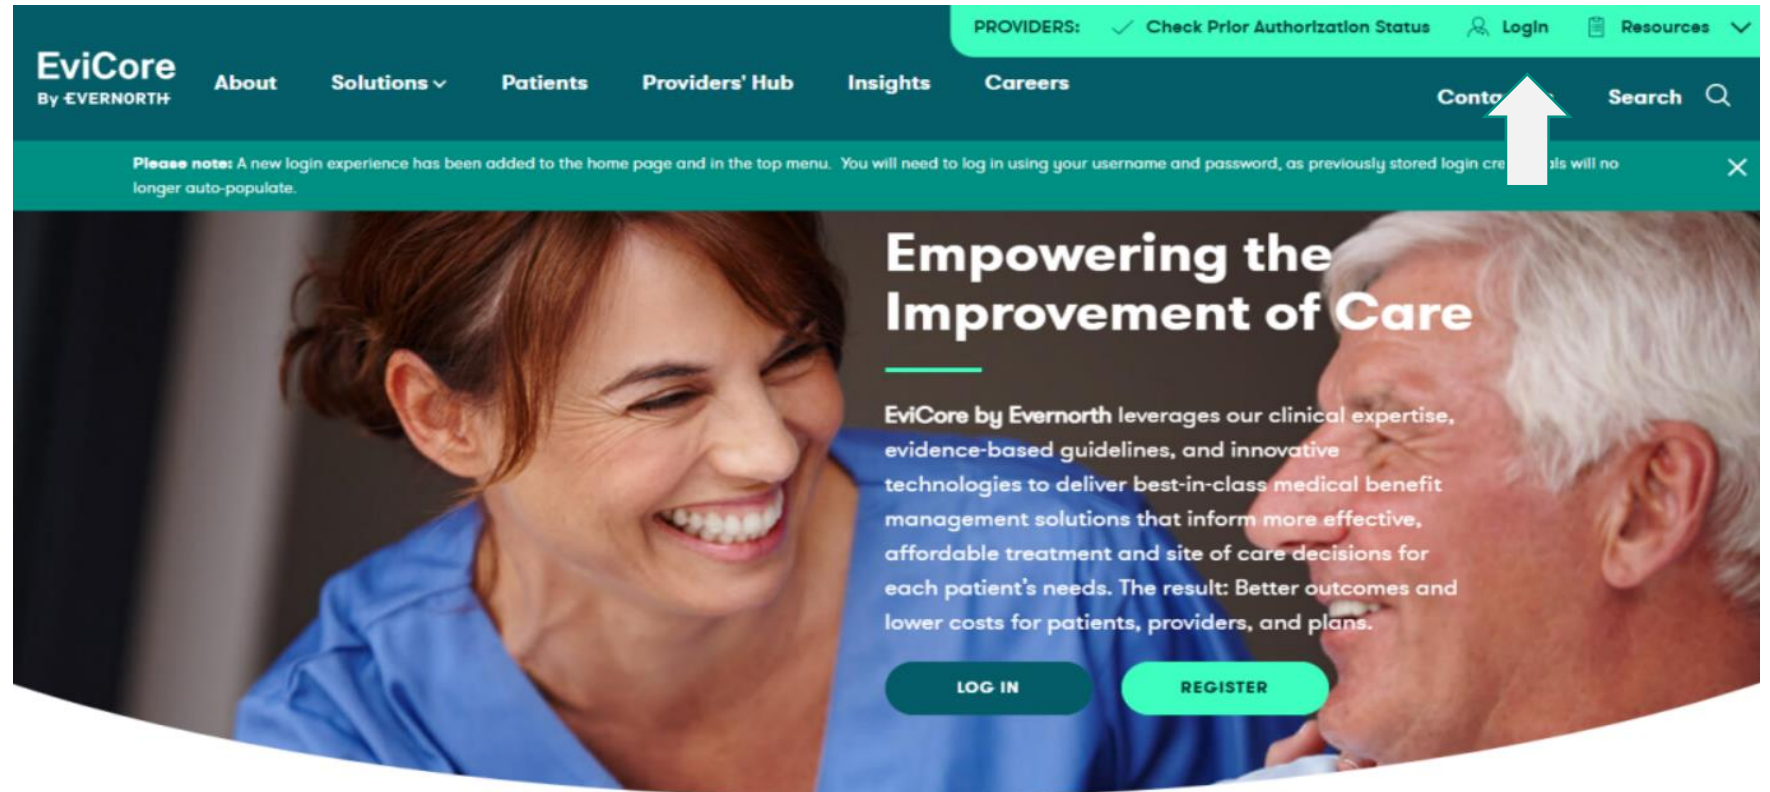 PROVIDERS: Check Prior Authorization Status Login Resources
EviCore
By EVERNORTH
About Solutions Patients Providers' Hub Insights Careers
Search
Please note: A new login experience has been added to the home page and in the top menu. You will need to log in using your username and password, as previously stored login will no
longer auto-populate.
Empowering the
Improvement of Care
EviCore by Evernorth leverages our clinical expertise,
evidence-based guidelines, and innovative
technologies to deliver best-in-class medical benefit
management solutions that inform more effective,
affordable treatment and site of care decisions for
each patient's needs. The result: Better outcomes and
lower costs for patients, providers, and plans.
LOG IN REGISTER